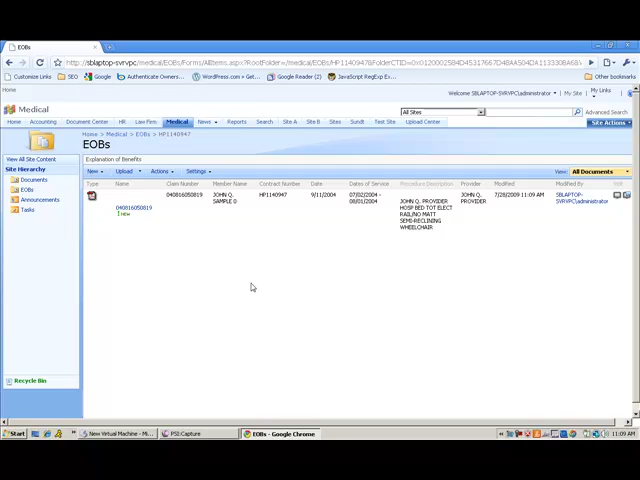 EOBs
sblaptop-svrvpc/medical/EOBs/Forms/AllItems.aspx?RootFolder=/medical/EOBs/HP1140947&FolderCTID=
Customize Links SEO Google Authenticate Owners... WordPress.com › Get... Google Reader (2) JavaScript RegExp Ex... Other bookmarks
Home Welcome SBLAPTOP-SVRVPC\administrator My Site My Links
Medical All Sites Advanced Search
Home Accounting Document Center HR Law Firm Medical News Reports Search Site A Site B Sites Sundt Test Site Upload Center Site Actions
Home > Medical > EOBs > HP1140947
EOBs
View All Site Content Explanation of Benefits
Site Hierarchy New Upload Actions Settings View: All Documents
Documents
EOBs
Announcements
Tasks
Type Name Claim Number Member Name Contract Number Date Dates of Service Procedure Description Provider Modified Modified By
040816050819 JOHN Q. HP1140947 9/11/2004 07/02/2004 - JOHN Q. 7/28/2009 11:09 AM SBLAPTOP-
SAMPLE D 08/01/2004 JOHN Q. PROVIDER PROVIDER SVRVPC\administrator
040816050819 HOSP BED TOT ELECT
! new RAIL/NO MATT
SEMI-RECLINING
WHEELCHAIR
Recycle Bin
Start New Virtual Machine - Mi... PSI:Capture EOBs - Google Chrome 11:09 AM